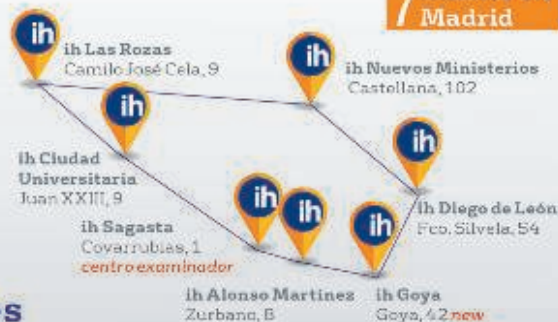 7
Madrid
ih
ih Las Rozas
Camilo José Cela, 9
ih
ih Nuevos Ministerios
Castellana, 102
ih
ih Ciudad
Universitaria
Juan XXIII, 9
ih
ih Diego de León
Fco. Silvela, 54
ih
ih Sagasta
Covarrubias, 1
centro examinador
ih
ih Alonso Martínez
Zurbano, 8
ih
ih Goya
Goya, 42 new